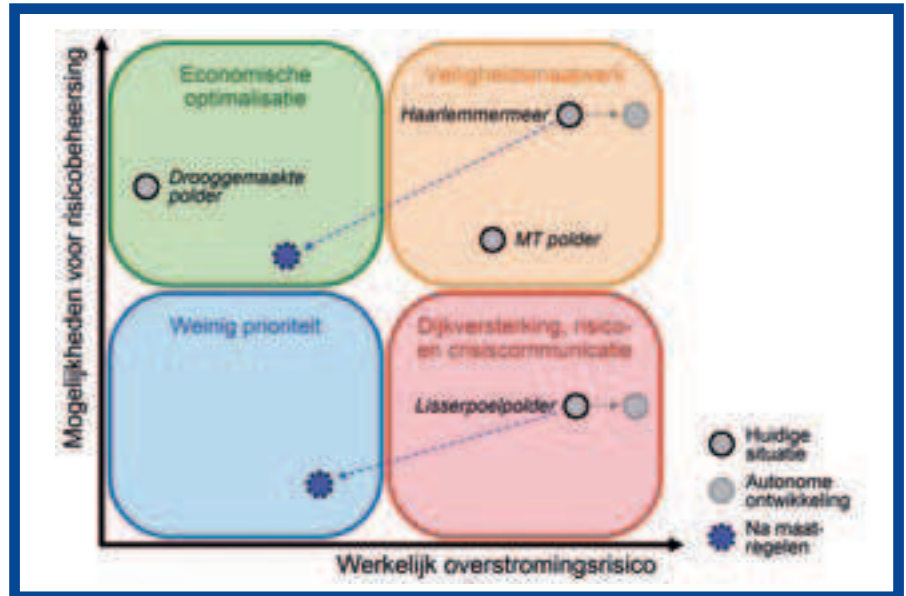 Mogelijkheden voor risicobeheersing
Economische
optimalisatie
Veiligheidsmaatwerk
Haarlemmermeer
Drooggemaakte
polder
MT polder
Weinig prioriteit
Dijkversterking, risico-
en crisiscommunicatie
Lisserpoelpolder
Huidige
situatie
Autonome
ontwikkeling
Na maat-
regelen
Werkelijk overstromingsrisico